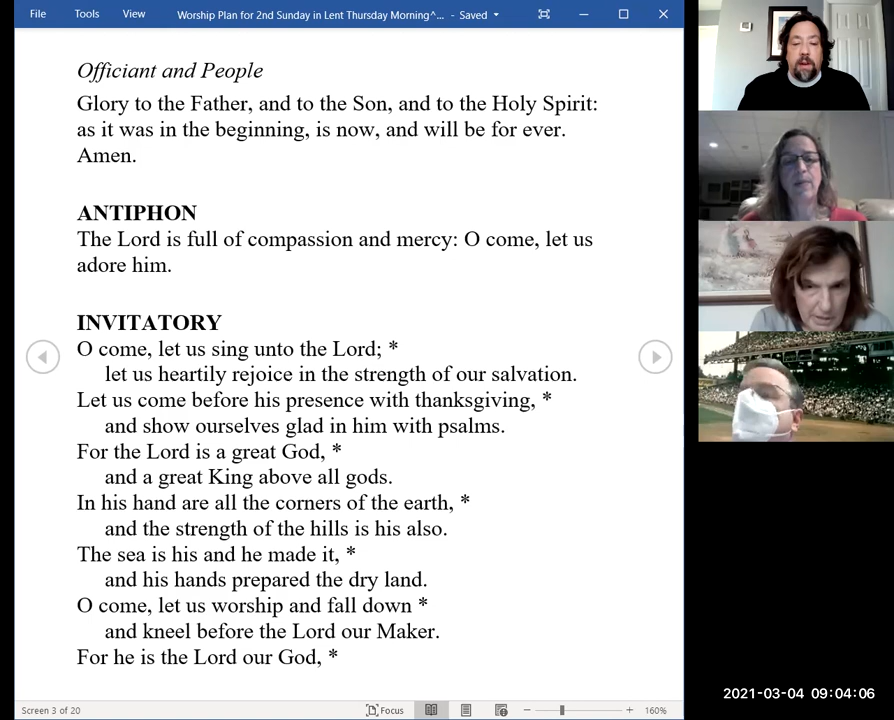 File Tools View Worship Plan for 2nd Sunday in Lent Thursday Morning^... - Saved
Officiant and People
Glory to the Father, and to the Son, and to the Holy Spirit:
as it was in the beginning, is now, and will be for ever.
Amen.
ANTIPHON
The Lord is full of compassion and mercy: O come, let us
adore him.
INVITATORY
O come, let us sing unto the Lord; *
let us heartily rejoice in the strength of our salvation.
Let us come before his presence with thanksgiving, *
and show ourselves glad in him with psalms.
For the Lord is a great God, *
and a great King above all gods.
In his hand are all the corners of the earth, *
and the strength of the hills is his also.
The sea is his and he made it, *
and his hands prepared the dry land.
O come, let us worship and fall down *
and kneel before the Lord our Maker.
For he is the Lord our God, *
Screen 3 of 20 Focus 160%
2021-03-04 09:04:06